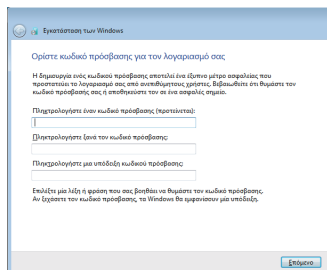 Εγκατάσταση των Windows
Ορίστε κωδικό πρόσβασης για τον λογαριασμό σας
Η δημιουργία ενός κωδικού πρόσβασης αποτελεί ένα έξυπνο μέτρο ασφαλείας που
προστατεύει το λογαριασμό σας από ανεπιθύμητους χρήστες. Βεβαιωθείτε ότι θυμάστε τον
κωδικό πρόσβασής σας ή αποθηκεύστε τον σε ένα ασφαλές σημείο.
Πληκτρολογήστε έναν κωδικό πρόσβασης (προτείνεται):
Πληκτρολογήστε ξανά τον κωδικό πρόσβασης:
Πληκτρολογήστε μια υπόδειξη κωδικού πρόσβασης:
Επιλέξτε μία λέξη ή φράση που σας βοηθάει να θυμάστε τον κωδικό πρόσβασης.
Αν ξεχάσετε τον κωδικό πρόσβασης, τα Windows θα εμφανίσουν μία υπόδειξη.
Επόμενο